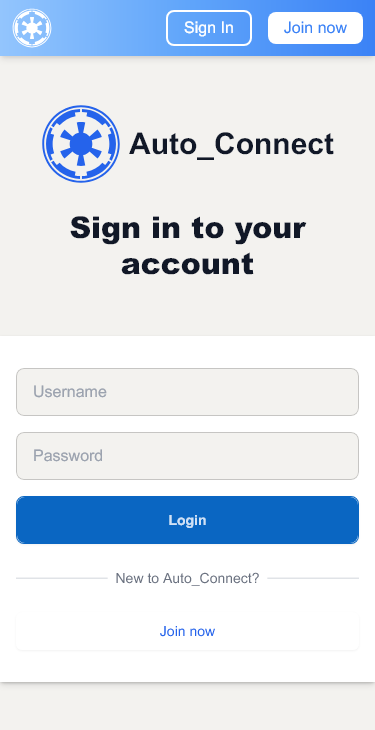 Sign In
Join now
Auto_Connect
Sign in to your
account
Username
Password
Login
New to Auto_Connect?
Join now